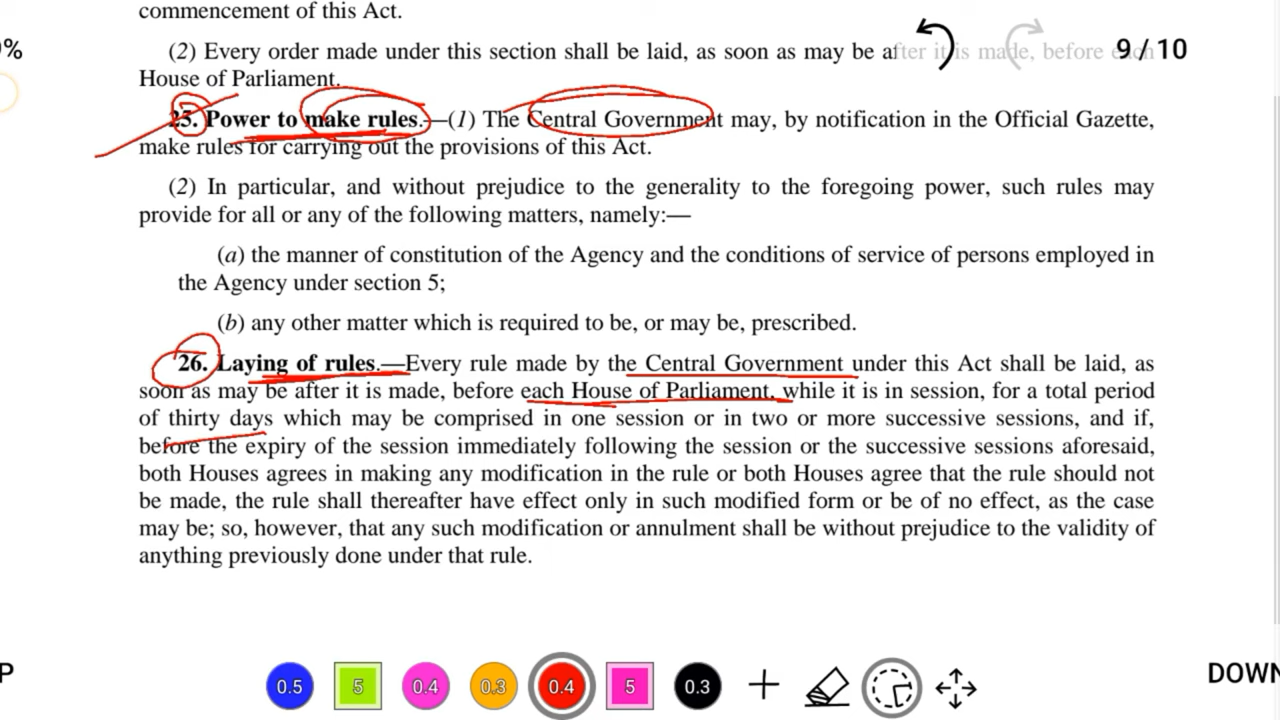 commencement of this Act.
0%
(2) Every order made under this section shall be laid, as soon as may be after it is made, before each
9/10
House of Parliament.
25. Power to make rules.—(1) The Central Government may, by notification in the Official Gazette,
make rules for carrying out the provisions of this Act.
(2) In particular, and without prejudice to the generality to the foregoing power, such rules may
provide for all or any of the following matters, namely:—
(a) the manner of constitution of the Agency and the conditions of service of persons employed in
the Agency under section 5;
(b) any other matter which is required to be, or may be, prescribed.
26. Laying of rules.—Every rule made by the Central Government under this Act shall be laid, as
soon as may be after it is made, before each House of Parliament, while it is in session, for a total period
of thirty days which may be comprised in one session or in two or more successive sessions, and if,
before the expiry of the session immediately following the session or the successive sessions aforesaid,
both Houses agrees in making any modification in the rule or both Houses agree that the rule should not
be made, the rule shall thereafter have effect only in such modified form or be of no effect, as the case
may be; so, however, that any such modification or annulment shall be without prejudice to the validity of
anything previously done under that rule.
P
0.5 5 0.4 0.3 0.4 5 0.3
DOWN